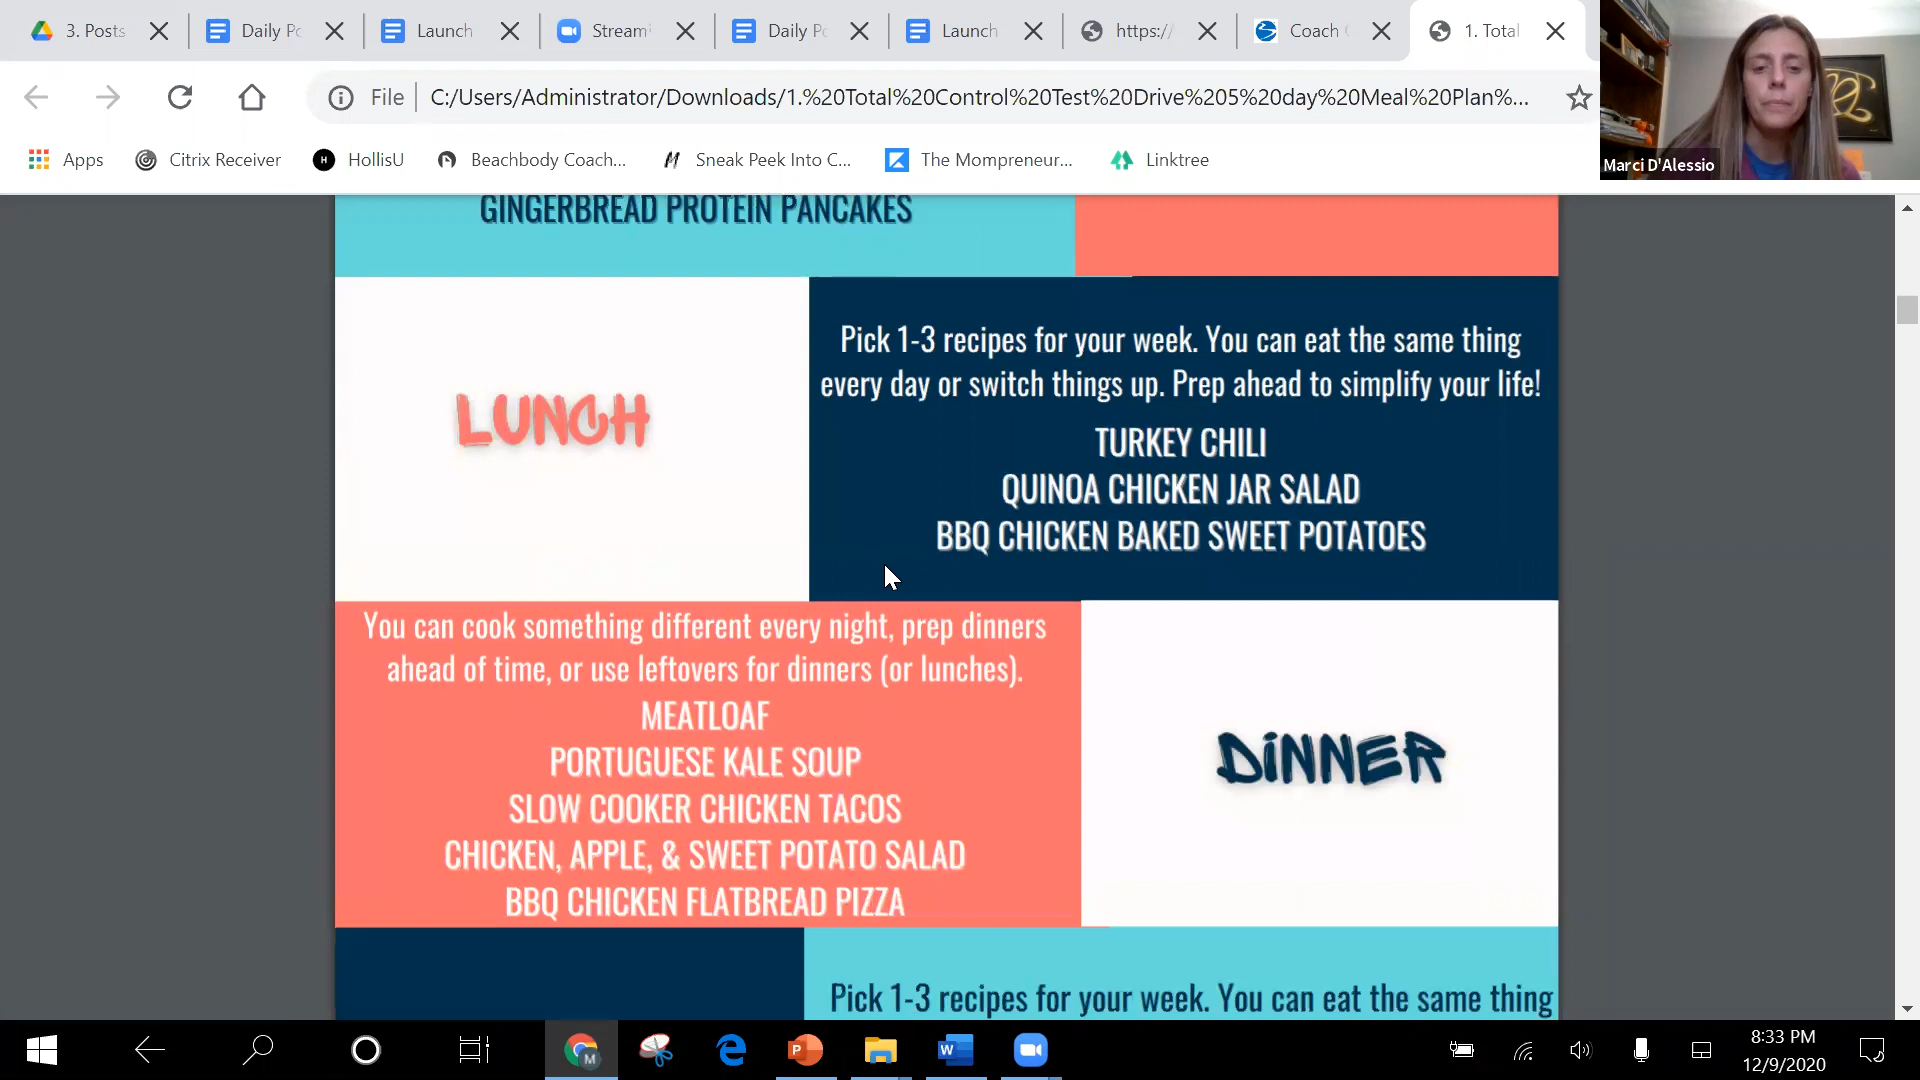 3. Posts
Daily Po
Launch
Stream
Daily Po
Launch
https:/
Coach
1. Total
File
C:/Users/Administrator/Downloads/1.%20Total%20Control%20Test%20Drive%205%20day%20Meal%20Plan%...
Apps
Citrix Receiver
H
HollisU
Beachbody Coach...
Sneak Peek Into C...
The Mompreneur...
Linktree
Marci D'Alessio
GINGERBREAD PROTEIN PANCAKES
LUNCH
Pick 1-3 recipes for your week. You can eat the same thing
every day or switch things up. Prep ahead to simplify your life!
TURKEY CHILI
QUINOA CHICKEN JAR SALAD
BBQ CHICKEN BAKED SWEET POTATOES
You can cook something different every night, prep dinners
ahead of time, or use leftovers for dinners (or lunches).
MEATLOAF
PORTUGUESE KALE SOUP
SLOW COOKER CHICKEN TACOS
CHICKEN, APPLE, & SWEET POTATO SALAD
BBQ CHICKEN FLATBREAD PIZZA
DiNNER
Pick 1-3 recipes for your week. You can eat the same thing
M
P
W
8:33 PM
12/9/2020